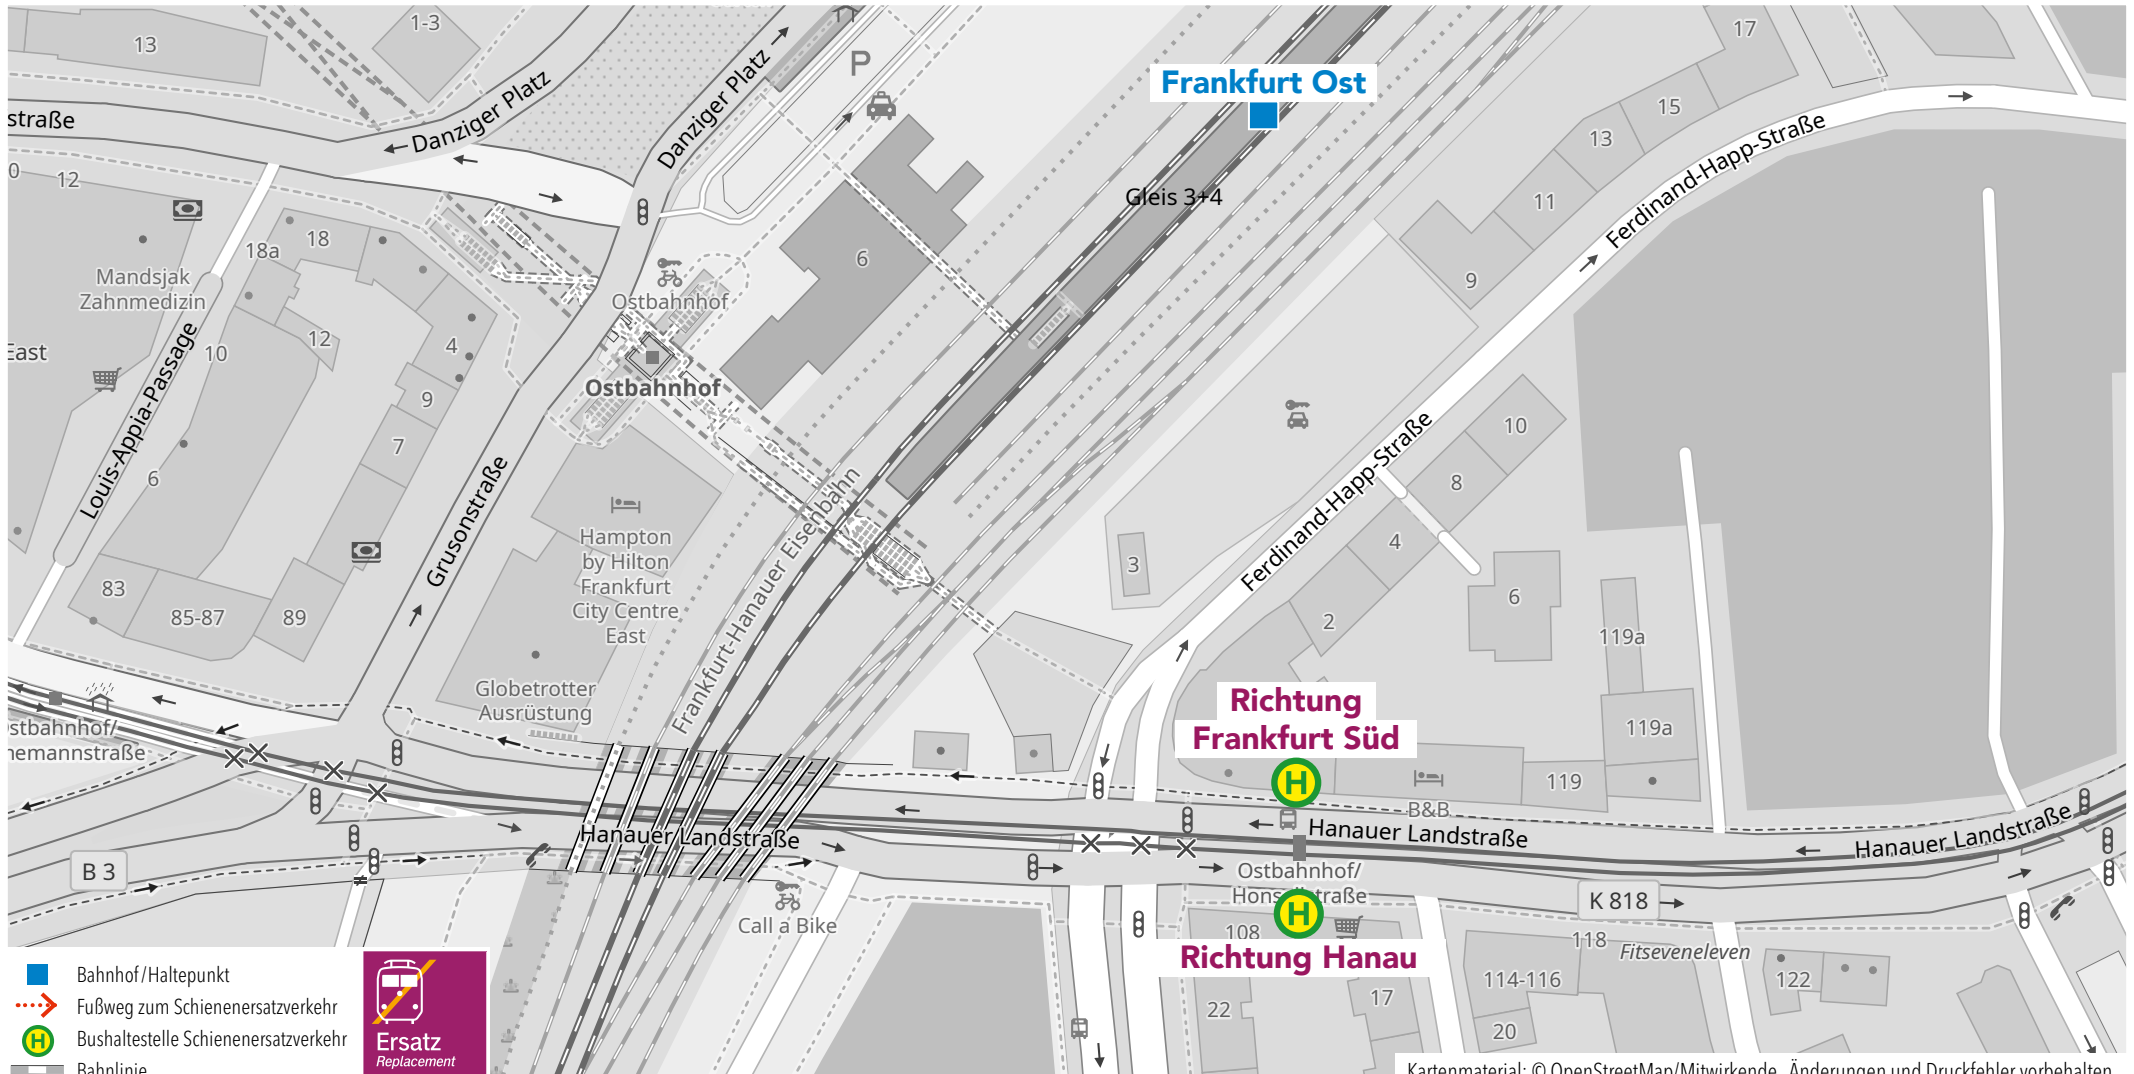 13
1-3
17
P
Frankfurt Ost
15
straße
Danziger Platz
Danziger Platz
13
Ferdinand-Happ-Straße
0
12
Gleis 3+4
11
18a
18
6
9
Mandsjak
Zahnmedizin
Ostbahnhof
East
10
12
4
Louis-Appia-Passage
Ostbahnhof
9
7
10
Ferdinand-Happ-Straße
6
8
Grusonstraße
Frankfurt-Hanauer Eisenbahn
Hampton
by Hilton
Frankfurt
City Centre
East
4
3
83
85-87
89
2
6
119a
Globetrotter
Ausrüstung
Richtung
Frankfurt Süd
119a
stbahnhof/
nemannstraße
H
119
B&B
Hanauer Landstraße
Hanauer Landstraße
Hanauer Landstraße
B 3
Ostbahnhof/
Honsellstraße
K 818
H
Call a Bike
108
118
Fitseveneleven
Richtung Hanau
114-116
122
22
17
20
Bahnhof/Haltepunkt
Fußweg zum Schienenersatzverkehr
H
Bushaltestelle Schienenersatzverkehr
Bahnlinie
Ersatz
Replacement
Kartenmaterial: © OpenStreetMap/Mitwirkende, Änderungen und Druckfehler vorbehalten